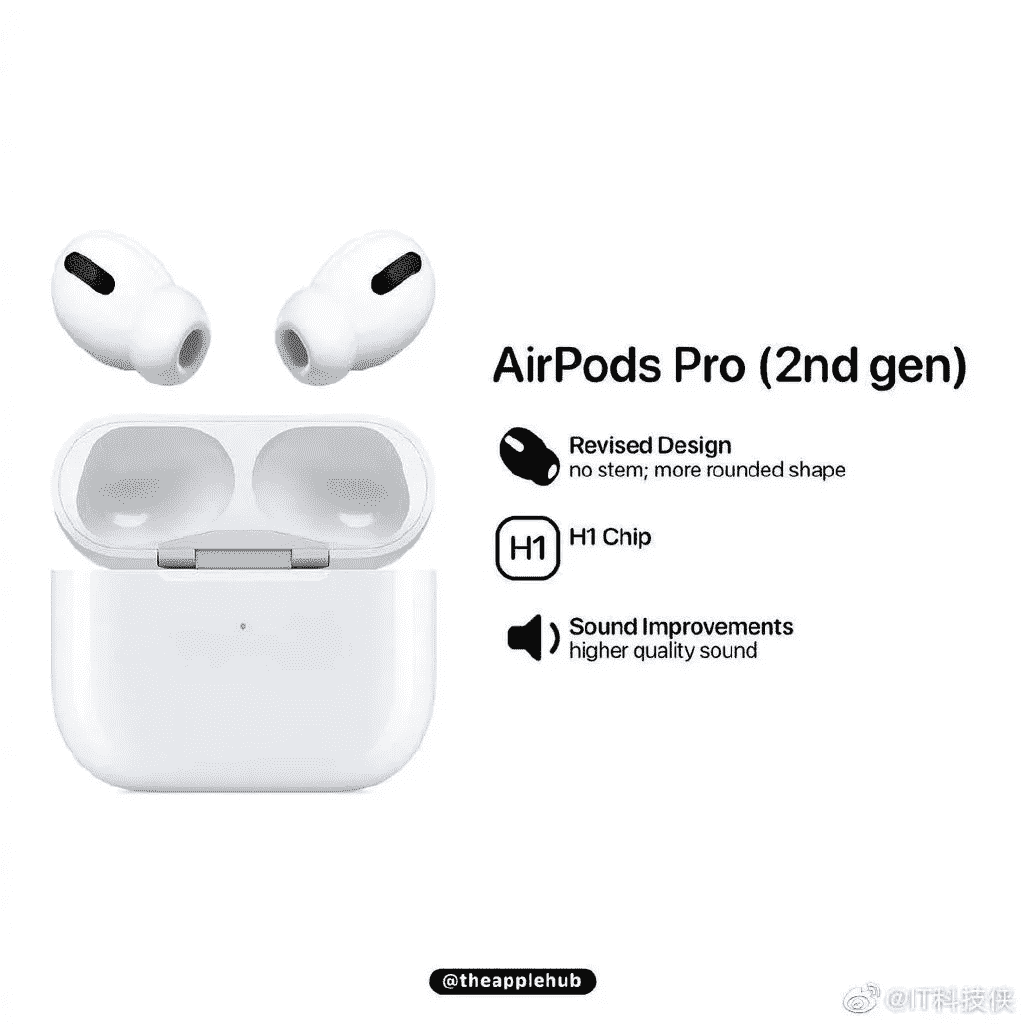 AirPods Pro (2nd gen)
Revised Design
no stem; more rounded shape
H1
H1 Chip
Sound Improvements
higher quality sound
@theapplehub
@IT科技侠